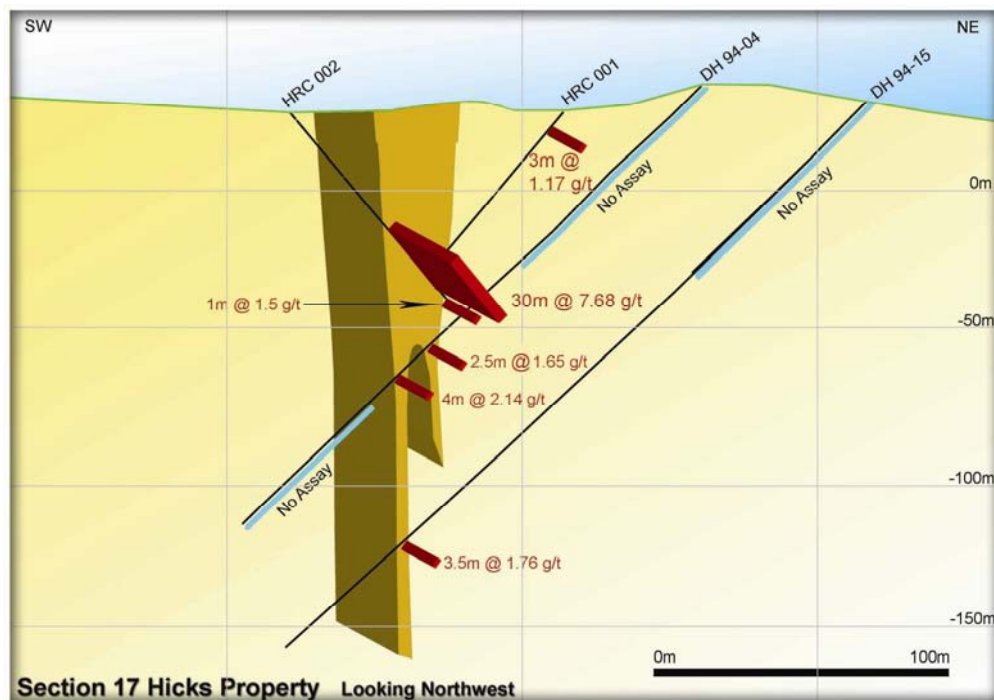 SW
NE
HRC 002
HRC 001
DH 94-04
DH 94-15
3m @
1.17 g/t
No Assay
No Assay
0m
1m @ 1.5 g/t
30m @ 7.68 g/t
-50m
2.5m @ 1.65 g/t
4m @ 2.14 g/t
No Assay
-100m
3.5m @ 1.76 g/t
-150m
0m
100m
Section 17 Hicks Property Looking Northwest